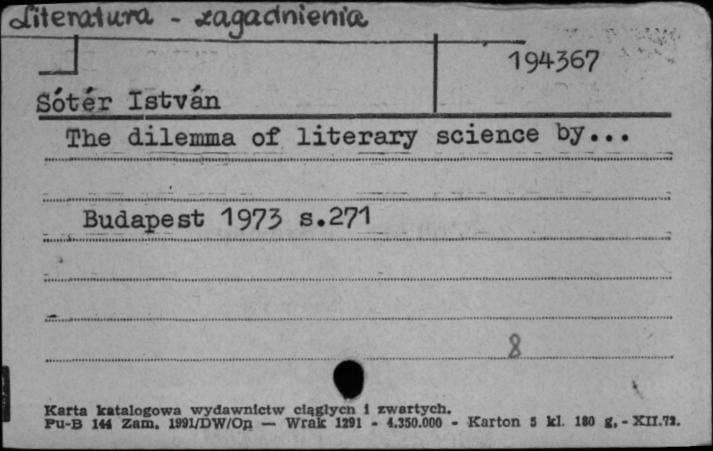 Literatura - zagadnienia
194367
Sótér István
The dilemma of literary science by...
Budapest 1973 s.271
8
Karta katalogowa wydawnictw ciągłych i zwartych.
Pu-B 144 Zam. 1991/DW/Op — Wrak 1291 - 4.350.000 - Karton 5 kl. 180 g, - XII.72.